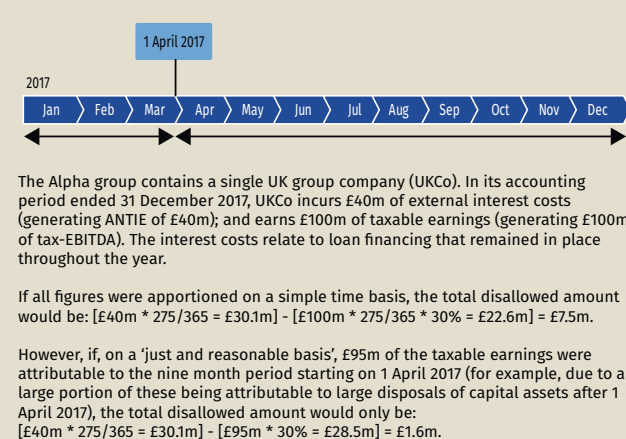 1 April 2017
2017
Jan Feb Mar Apr May Jun Jul Aug Sep Oct Nov Dec
The Alpha group contains a single UK group company (UKCo). In its accounting
period ended 31 December 2017, UKCo incurs £40m of external interest costs
(generating ANTIE of £40m); and earns £100m of taxable earnings (generating £100m
of tax-EBITDA). The interest costs relate to loan financing that remained in place
throughout the year.
If all figures were apportioned on a simple time basis, the total disallowed amount
would be: [£40m * 275/365 = £30.1m] - [£100m * 275/365 * 30% = £22.6m] = £7.5m.
However, if, on a ‘just and reasonable basis’, £95m of the taxable earnings were
attributable to the nine month period starting on 1 April 2017 (for example, due to a
large portion of these being attributable to large disposals of capital assets after 1
April 2017), the total disallowed amount would only be:
[£40m * 275/365 = £30.1m] - [£95m * 30% = £28.5m] = £1.6m.